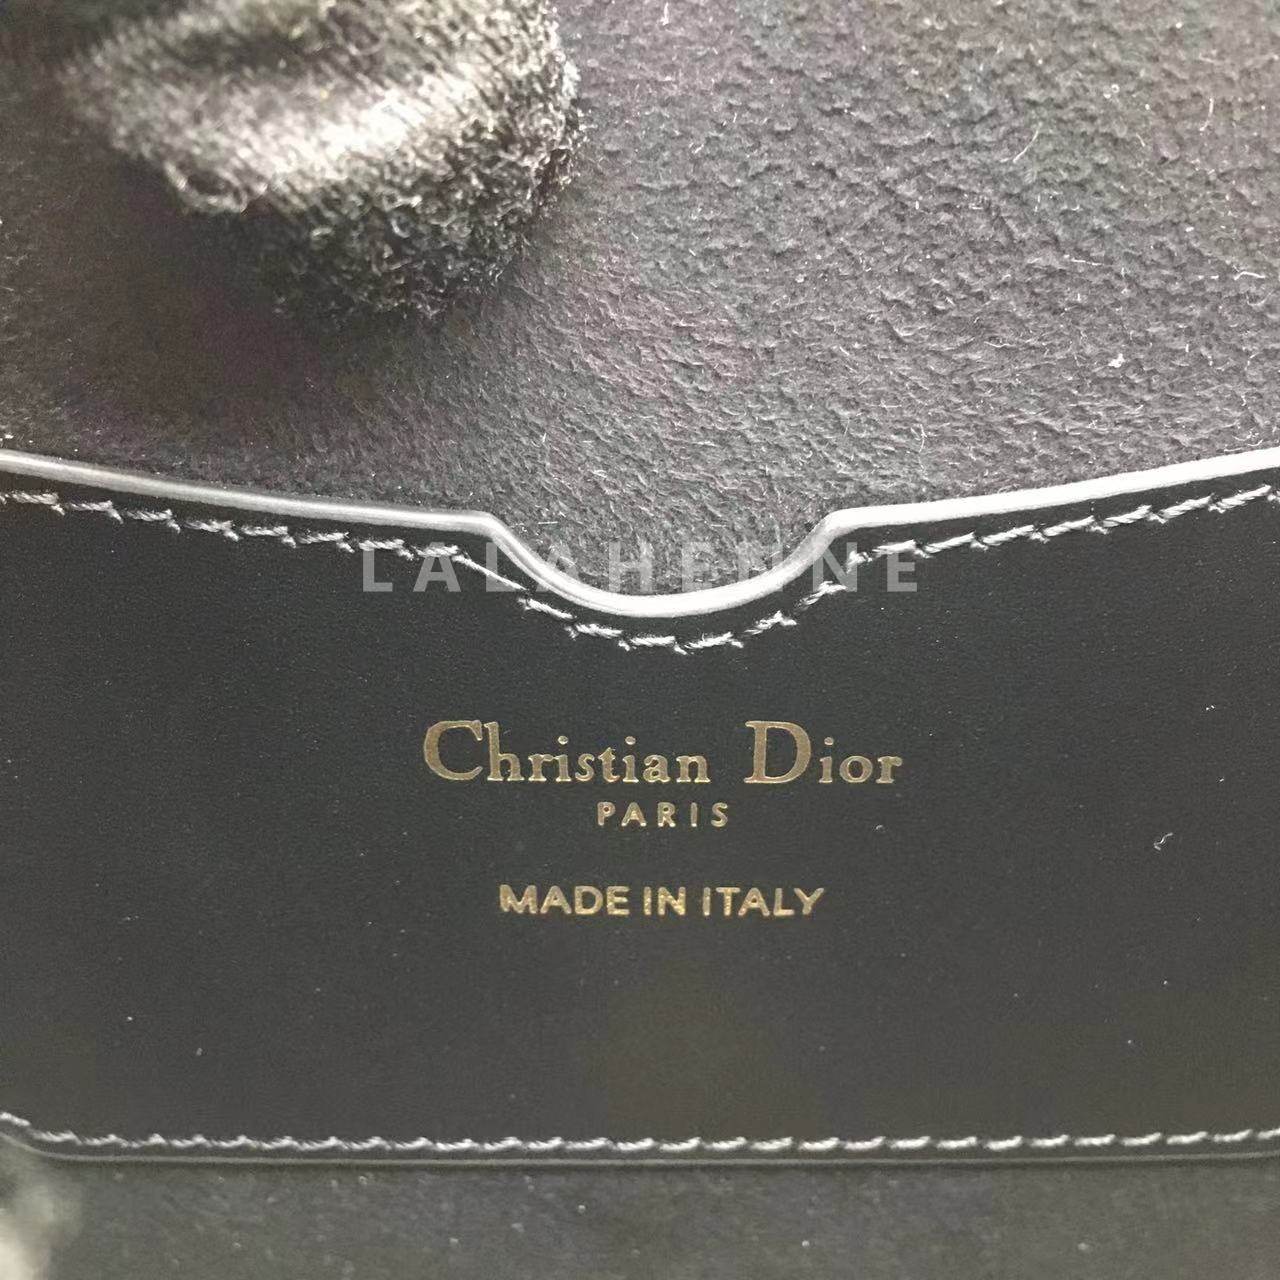 LALAHENNE
Christian Dior
PARIS
MADE IN ITALY